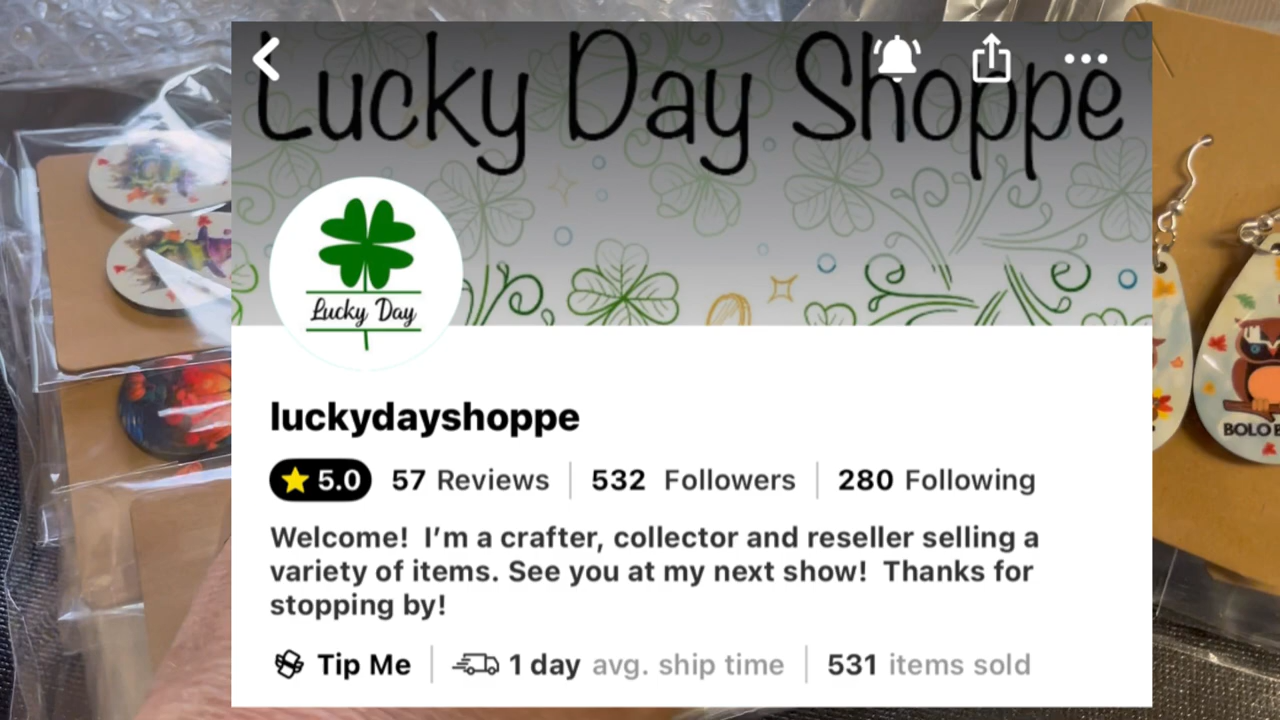 Lucky Day Shoppe
Lucky Day
luckydayshoppe
5.0 57 Reviews 532 Followers 280 Following
Welcome! I'm a crafter, collector and reseller selling a
variety of items. See you at my next show! Thanks for
stopping by!
Tip Me 1 day avg. ship time 531 items sold
BOLO